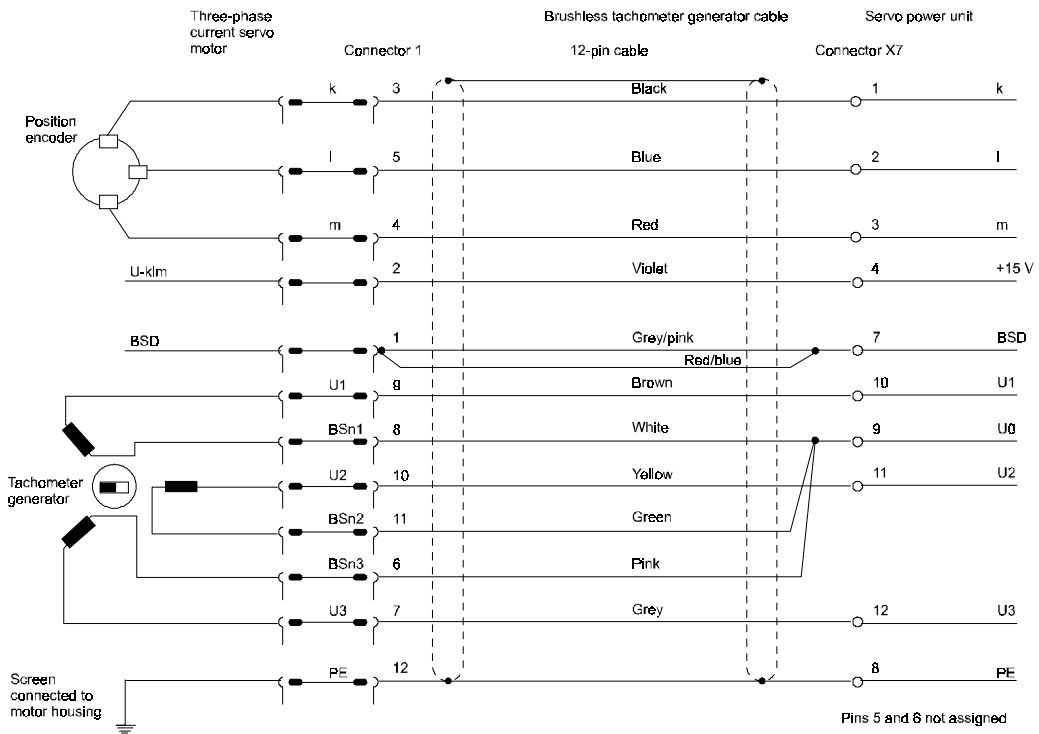 Three-phase
current servo
motor
Brushless tachometer generator cable
Servo power unit
Connector 1
12-pin cable
Connector X7
Position
encoder
k 3 Black 1 k
l 5 Blue 2 l
m 4 Red 3 m
U-klm 2 Violet 4 +15 V
BSD 1 Grey/pink 7 BSD
Red/blue
U1 9 Brown 10 U1
BSn1 8 White 9 U0
Tachometer
generator
U2 10 Yellow 11 U2
BSn2 11 Green
BSn3 6 Pink
U3 7 Grey 12 U3
PE 12 8 PE
Screen
connected to
motor housing
Pins 5 and 6 not assigned